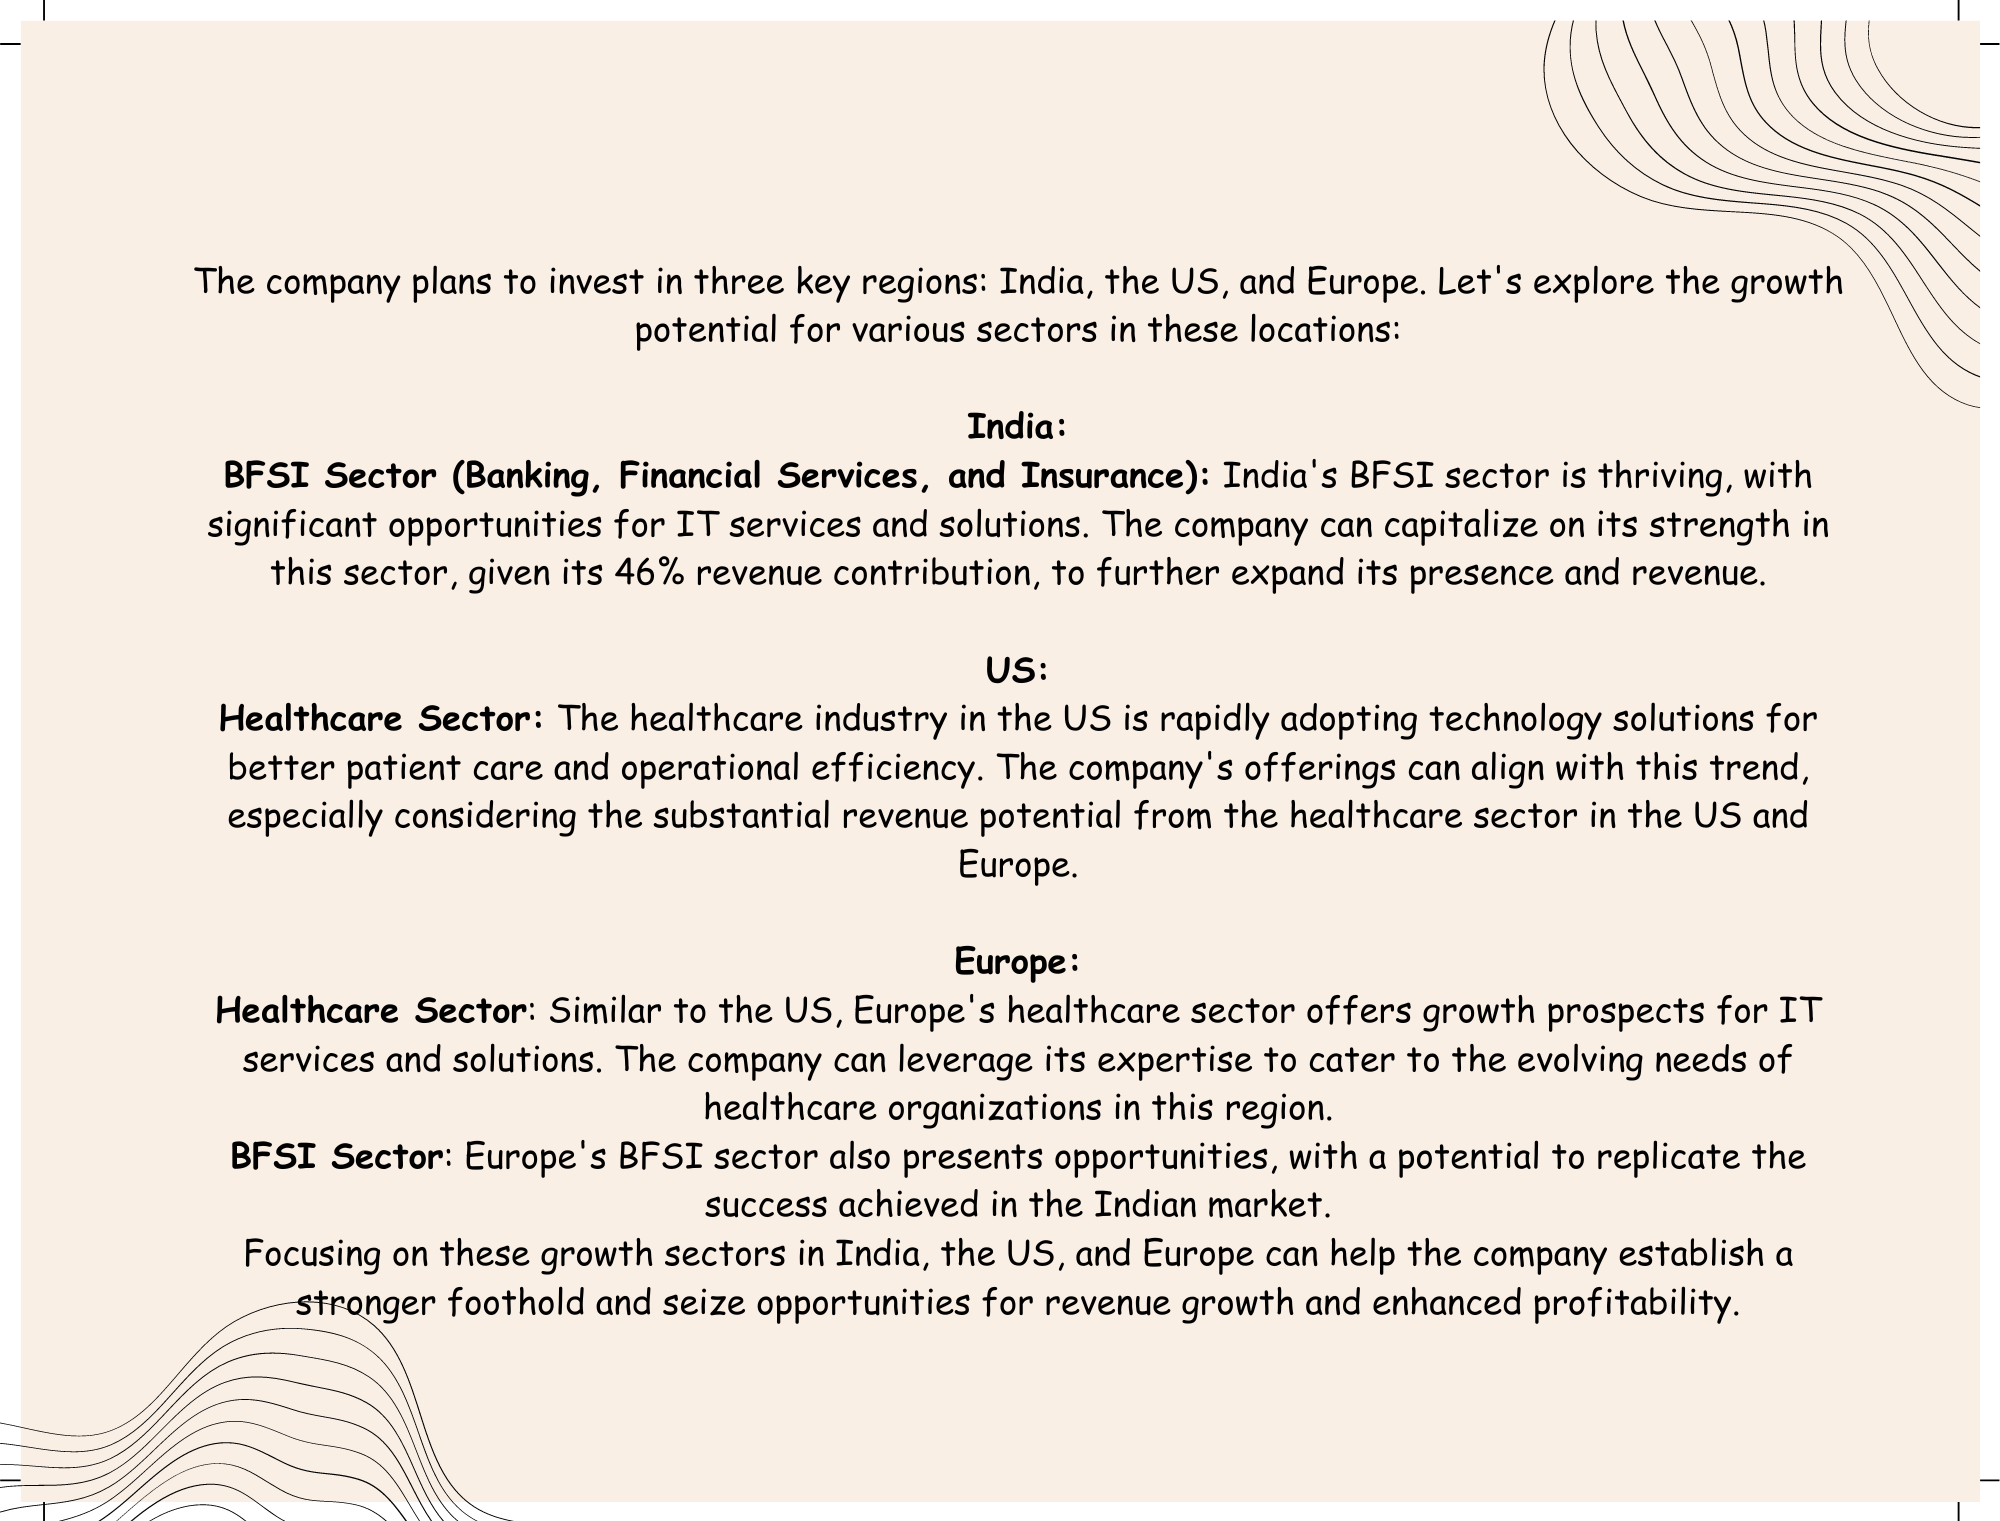 The company plans to invest in three key regions: India, the US, and Europe. Let's explore the growth
potential for various sectors in these locations:
India:
BFSI Sector (Banking, Financial Services, and Insurance): India's BFSI sector is thriving, with
significant opportunities for IT services and solutions. The company can capitalize on its strength in
this sector, given its 46% revenue contribution, to further expand its presence and revenue.
US:
Healthcare Sector: The healthcare industry in the US is rapidly adopting technology solutions for
better patient care and operational efficiency. The company's offerings can align with this trend,
especially considering the substantial revenue potential from the healthcare sector in the US and
Europe.
Europe:
Healthcare Sector: Similar to the US, Europe's healthcare sector offers growth prospects for IT
services and solutions. The company can leverage its expertise to cater to the evolving needs of
healthcare organizations in this region.
BFSI Sector: Europe's BFSI sector also presents opportunities, with a potential to replicate the
success achieved in the Indian market.
Focusing on these growth sectors in India, the US, and Europe can help the company establish a
stronger foothold and seize opportunities for revenue growth and enhanced profitability.